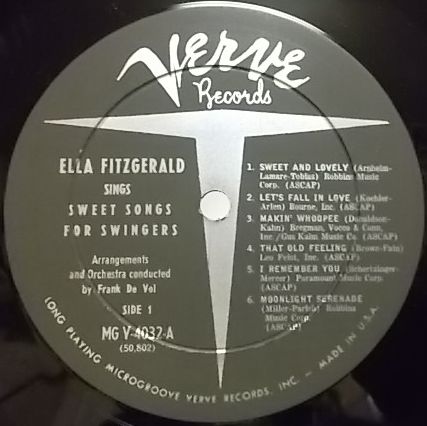 Verve
Records
ELLA FITZGERALD
SINGS
SWEET SONGS
FOR SWINGERS
Arrangements
and Orchestra conducted
by Frank De Vol
SIDE 1
MG V-4032-A
(50,802)
1. SWEET AND LOVELY (Arnheim-
Lamare-Tobias) Robbins Music
Corp. (ASCAP)
2. LET'S FALL IN LOVE (Koehler-
Arlen) Bourne, Inc. (ASCAP)
3. MAKIN' WHOOPEE (Donaldson-
Kahn) Bregman, Vocco & Conn,
Inc./Gus Kahn Music Co. (ASCAP)
4. THAT OLD FEELING (Brown-Fain)
Leo Feist, Inc. (ASCAP)
5. I REMEMBER YOU (Schertzinger-
Mercer) Paramount Music Corp.
(ASCAP)
6. MOONLIGHT SERENADE
(Miller-Parish) Robbins
Music Corp.
(ASCAP)
LONG PLAYING MICROGROOVE VERVE RECORDS, INC. — MADE IN U.S.A.